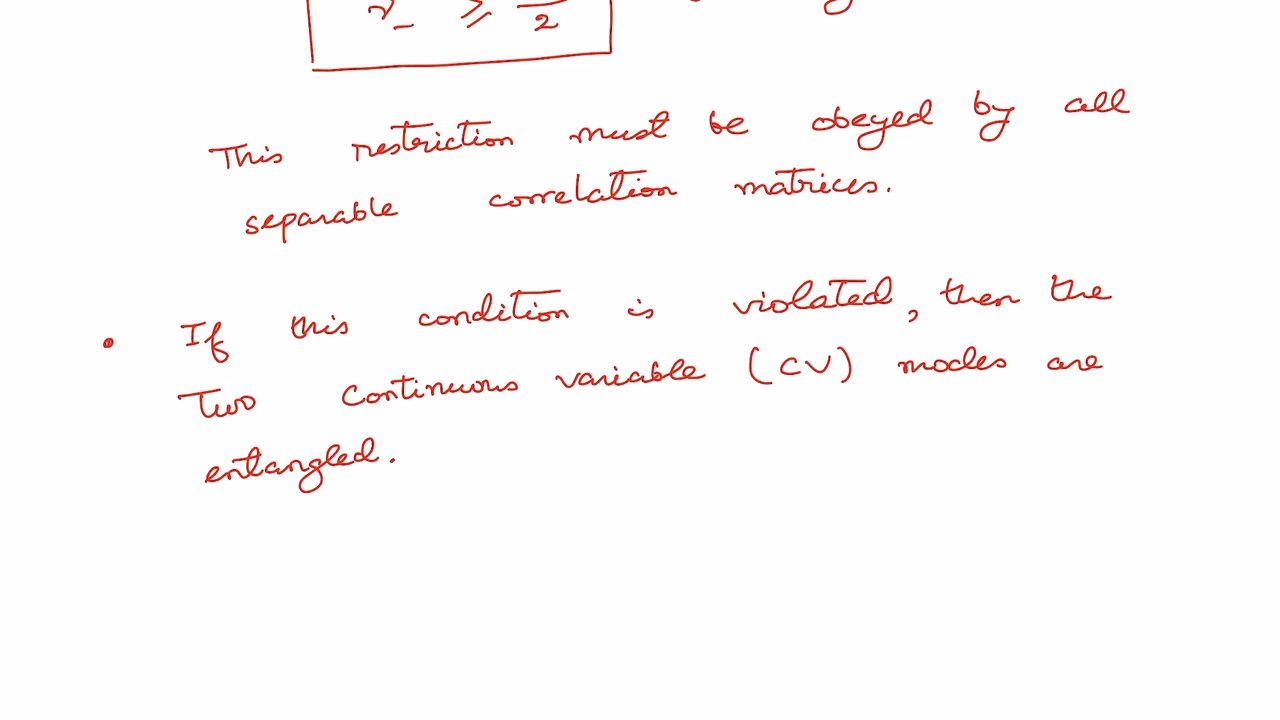 ν₋ ≥ 2
This restriction must be obeyed by all
separable correlation matrices.
• If this condition is violated, then the
Two Continuous variable (CV) modes are
entangled.